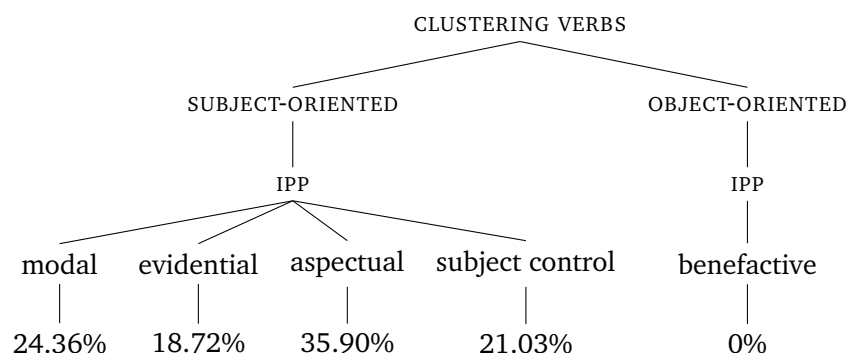 CLUSTERING VERBS
SUBJECT-ORIENTED OBJECT-ORIENTED
IPP IPP
modal evidential aspectual subject control benefactive
24.36% 18.72% 35.90% 21.03% 0%